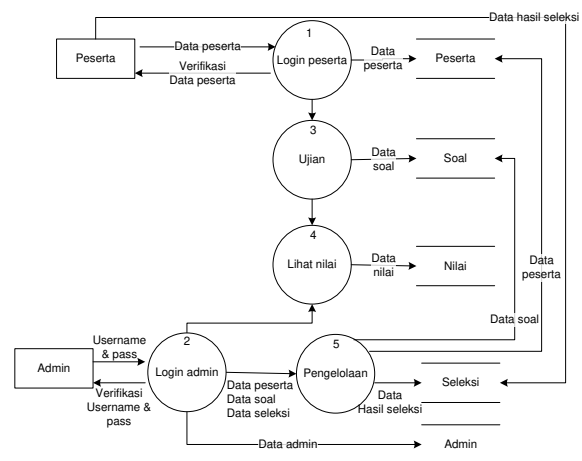 Data hasil seleksi
1
Peserta
Data peserta
Login peserta
Data
peserta
Peserta
Verifikasi
Data peserta
3
Ujian
Data
soal
Soal
4
Lihat nilai
Data
nilai
Nilai
Data
peserta
Data soal
Username
& pass
2
5
Admin
Login admin
Pengelolaan
Seleksi
Verifikasi
Username &
pass
Data peserta
Data soal
Data seleksi
Data
Hasil seleksi
Data admin
Admin